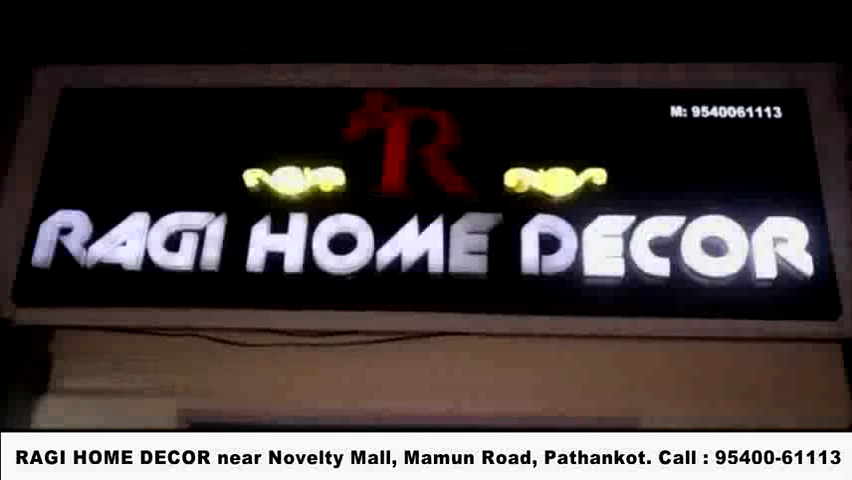 R
M: 9540061113
RAGI HOME DECOR
RAGI HOME DECOR near Novelty Mall, Mamun Road, Pathankot. Call : 95400-61113